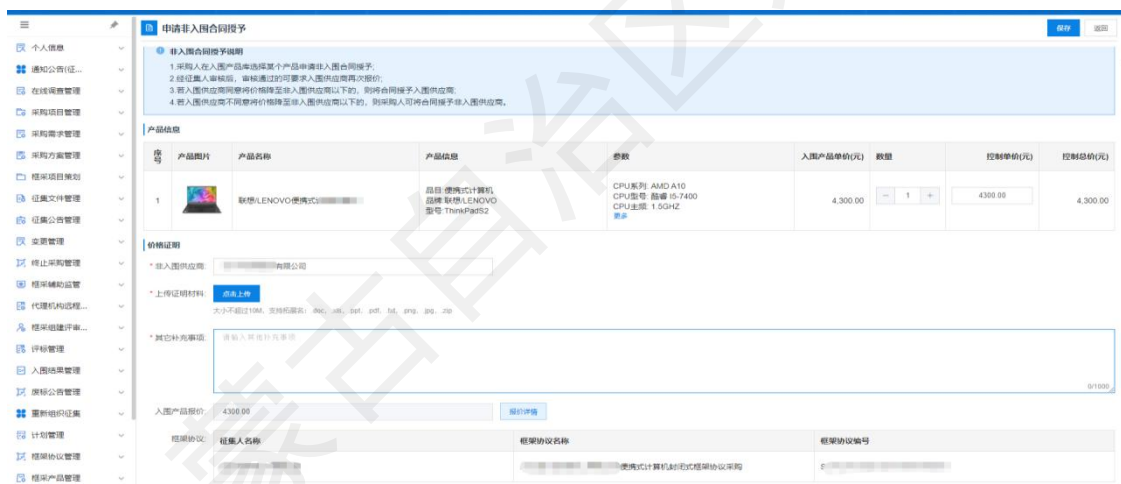 申请非入围合同授予
保存
返回
个人信息
通知公告(征...
在线调查管理
采购项目管理
采购需求管理
采购方案管理
框采项目策划
征集文件管理
征集公告管理
变更管理
终止采购管理
框采辅助监管
代理机构远程...
框采组建评审...
评标管理
入围结果管理
废标公告管理
重新组织征集
计划管理
框架协议管理
框采产品管理
非入围合同授予说明
1.采购人在入围产品库选择某个产品申请非入围合同授予;
2.经征集人审核后，审核通过的可要求入围供应商再次报价;
3.若入围供应商同意将价格降至非入围供应商以下的，则将合同授予入围供应商;
4.若入围供应商不同意将价格降至非入围供应商以下的，则采购人可将合同授予非入围供应商。
产品信息
序号 产品图片 产品名称 产品信息 参数 入围产品单价(元) 数量 控制单价(元) 控制总价(元)
1 联想/LENOVO便携式 品目:便携式计算机 品牌:联想/LENOVO 型号:ThinkPadS2 CPU系列: AMD A10 CPU型号: 酷睿 I5-7400 CPU主频: 1.5GHZ 更多 4,300.00 − 1 + 4300.00 4,300.00
价格证明
* 非入围供应商: 有限公司
* 上传证明材料: 点击上传
大小不超过10M，支持拓展名: .doc, .xls, .ppt, .pdf, .txt, .png, .jpg, .zip
* 其它补充事项: 请输入其他补充事项
0/1000
入围产品报价: 4300.00 报价详情
框架协议: 征集人名称 框架协议名称 框架协议编号
便携式计算机封闭式框架协议采购
蒙古自治区